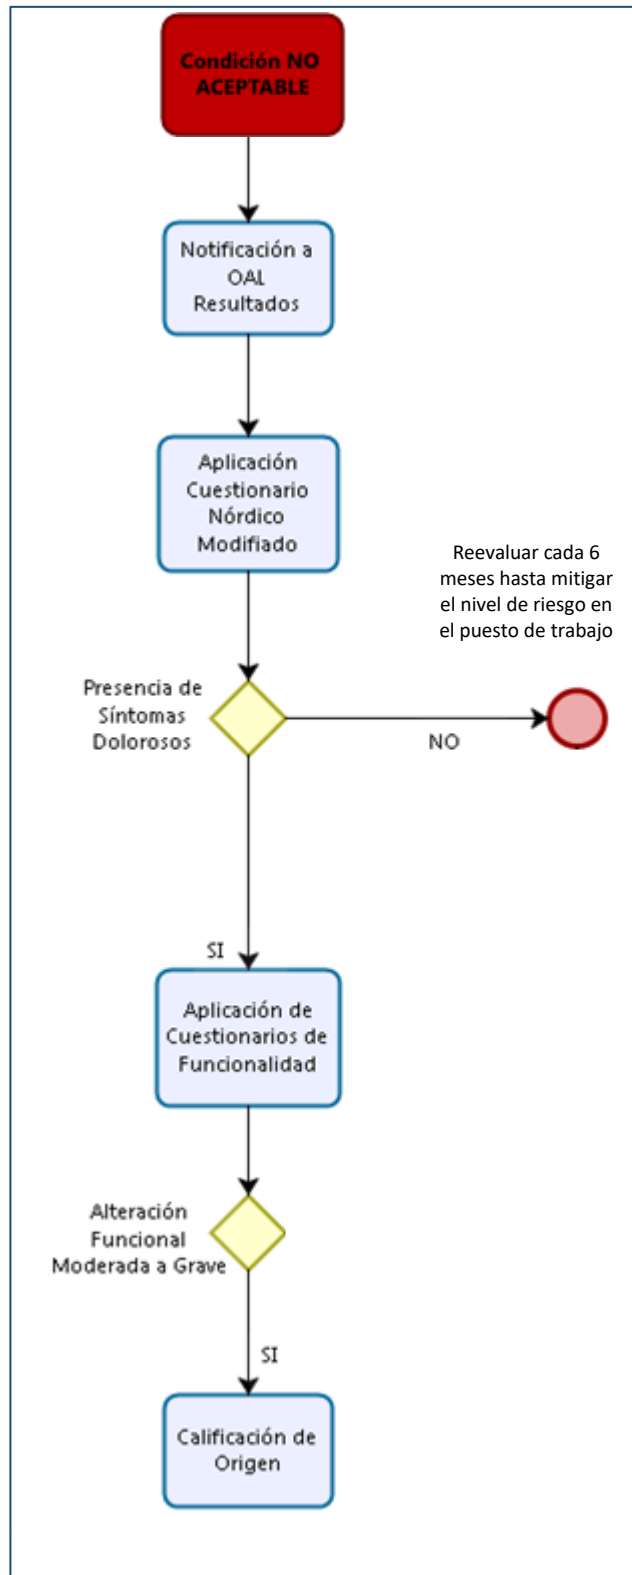 Condición NO
ACEPTABLE
Notificación a
OAL
Resultados
Aplicación
Cuestionario
Nórdico
Modifiado
Reevaluar cada 6
meses hasta mitigar
el nivel de riesgo en
el puesto de trabajo
Presencia de
Síntomas
Dolorosos
NO
SI
Aplicación de
Cuestionarios de
Funcionalidad
Alteración
Funcional
Moderada a Grave
SI
Calificación de
Origen